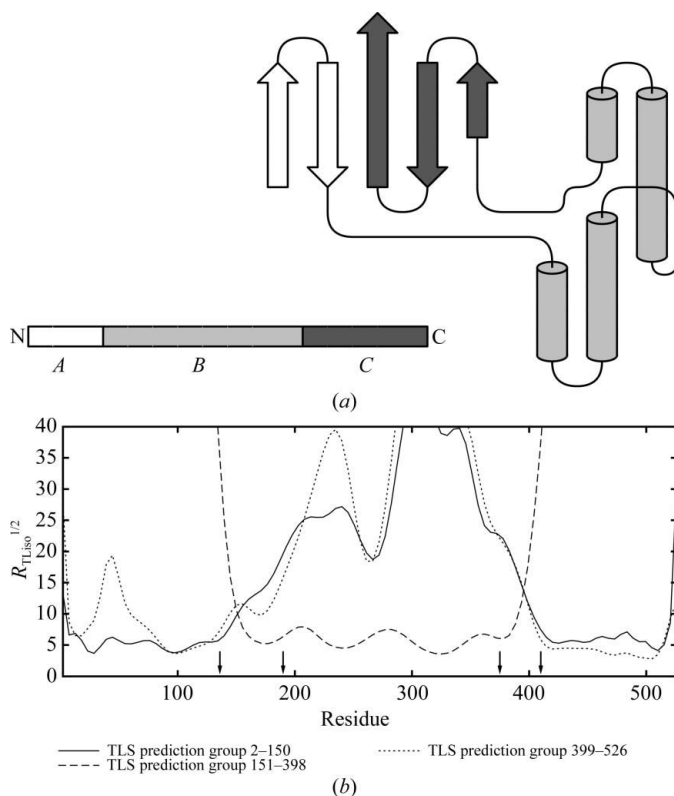 N C
A B C
(a)
40
35
30
25
20
15
10
5
0
R_TLiso^1/2
100 200 300 400 500
Residue
TLS prediction group 2–150
TLS prediction group 399–526
TLS prediction group 151–398
(b)